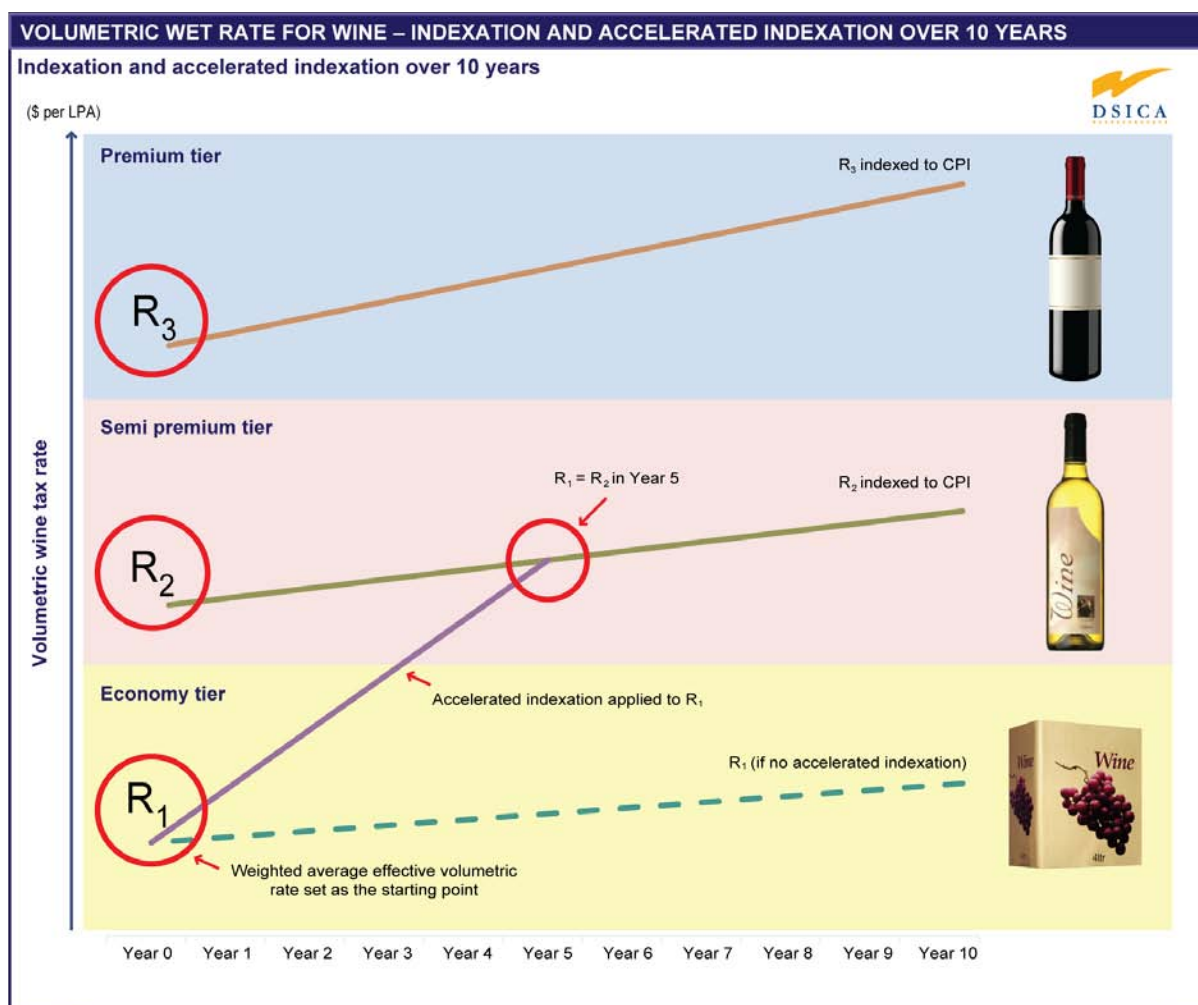 VOLUMETRIC WET RATE FOR WINE – INDEXATION AND ACCELERATED INDEXATION OVER 10 YEARS
Indexation and accelerated indexation over 10 years
($ per LPA)
DSICA
Premium tier
R₃ indexed to CPI
R₃
Semi premium tier
R₁ = R₂ in Year 5
R₂ indexed to CPI
R₂
Wine
Volumetric wine tax rate
Economy tier
Accelerated indexation applied to R₁
R₁ (if no accelerated indexation)
R₁
Wine
Wine
4ltr
Weighted average effective volumetric
rate set as the starting point
Year 0 Year 1 Year 2 Year 3 Year 4 Year 5 Year 6 Year 7 Year 8 Year 9 Year 10